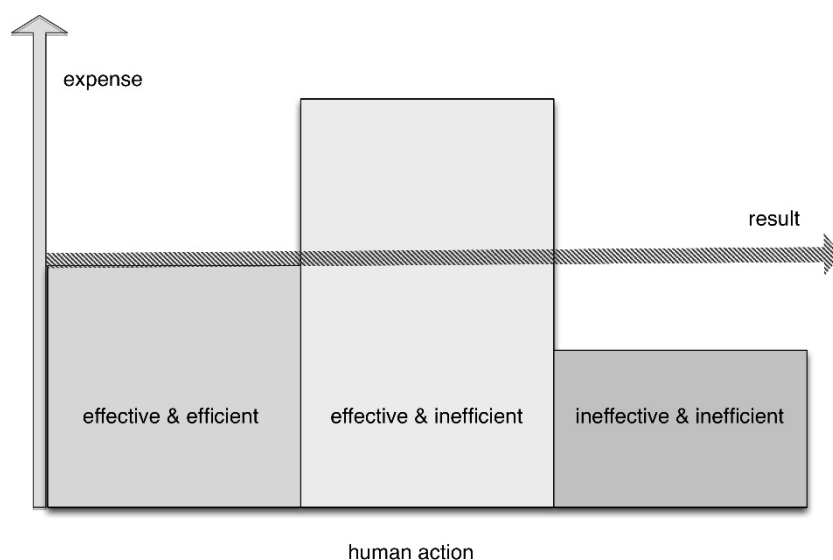 expense
result
effective & efficient
effective & inefficient
ineffective & inefficient
human action